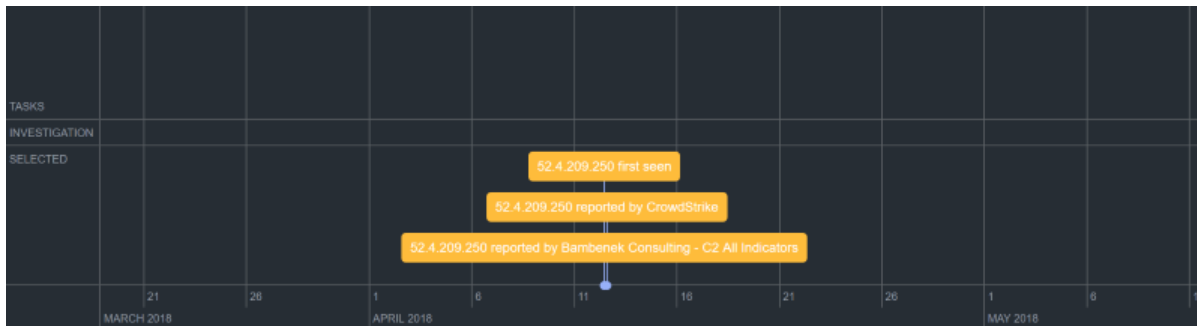 TASKS
INVESTIGATION
SELECTED
52.4.209.250 first seen
52.4.209.250 reported by CrowdStrike
52.4.209.250 reported by Bambenek Consulting - C2 All Indicators
21 26 1 6 11 16 21 26 1 6 1
MARCH 2018 APRIL 2018 MAY 2018